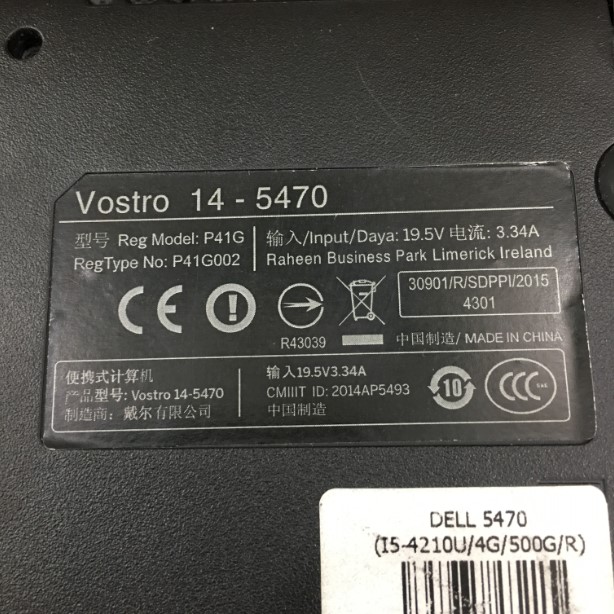 Vostro 14 - 5470
型号 Reg Model: P41G
RegType No: P41G002
输入/Input/Daya: 19.5V 电流: 3.34A
Raheen Business Park Limerick Ireland
30901/R/SDPPI/2015
4301
CE
R43039
中国制造/ MADE IN CHINA
便携式计算机
产品型号: Vostro 14-5470
制造商: 戴尔有限公司
输入19.5V3.34A
CMIIIT ID: 2014AP5493
中国制造
10
CCC
DELL 5470
(I5-4210U/4G/500G/R)